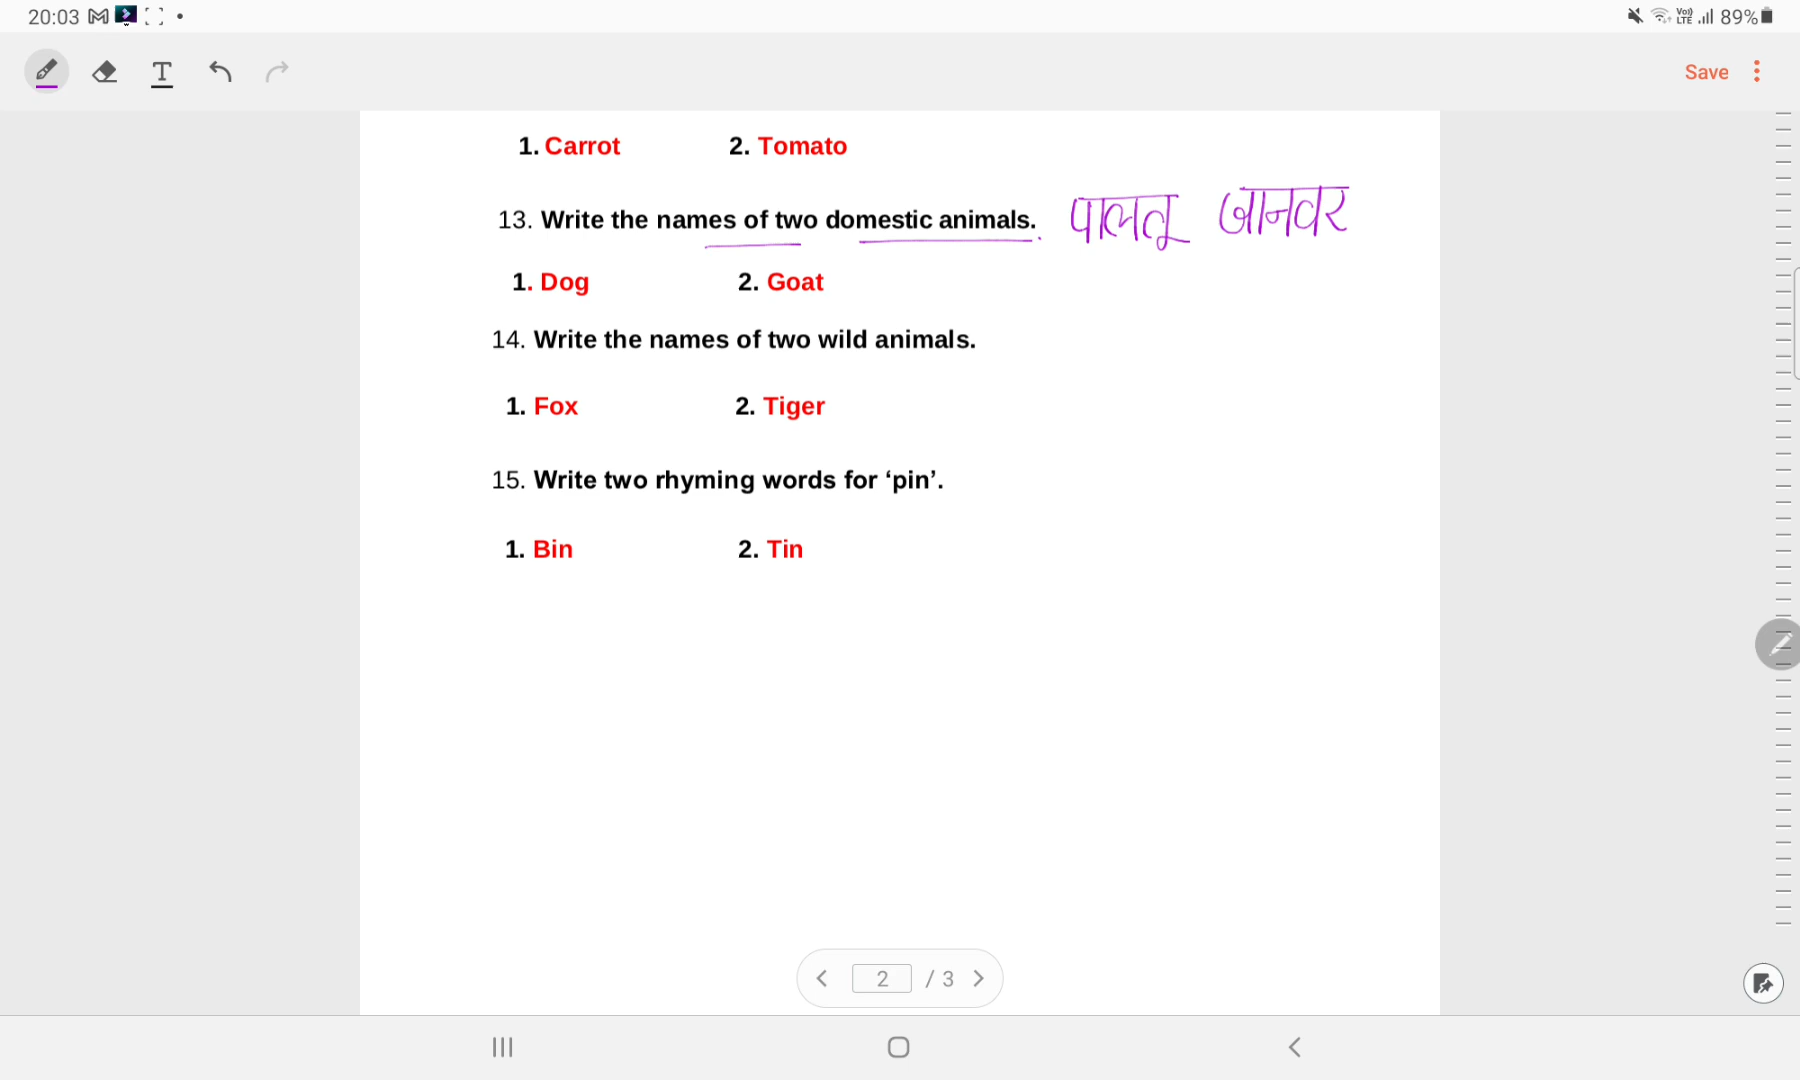 20:03 89%
Save
1. Carrot 2. Tomato
13. Write the names of two domestic animals. पालतू जानवर
1. Dog 2. Goat
14. Write the names of two wild animals.
1. Fox 2. Tiger
15. Write two rhyming words for ‘pin’.
1. Bin 2. Tin
2 / 3